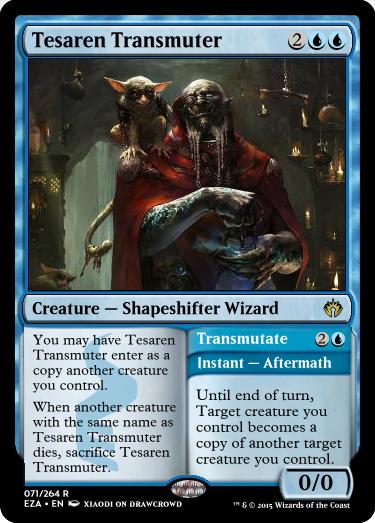 Tesaren Transmuter 2
Creature — Shapeshifter Wizard
You may have Tesaren
Transmuter enter as a
copy another creature
you control.
When another creature
with the same name as
Tesaren Transmuter
dies, sacrifice Tesaren
Transmuter.
Transmutate 2
Instant — Aftermath
Until end of turn,
Target creature you
control becomes a
copy of another target
creature you control.
0/0
071/264 R
EZA • EN XIAODI ON DRAWCROWD
™ & © 2015 Wizards of the Coast